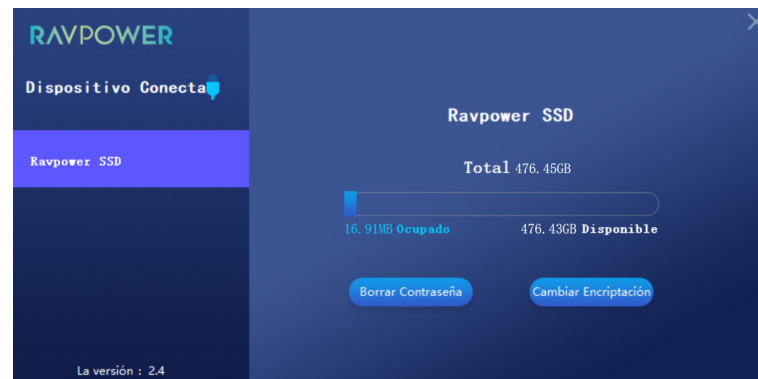 RAVPOWER
Dispositivo Conecta
Ravpower SSD
La versión : 2.4
Ravpower SSD
Total 476.45GB
16.91MB Ocupado 476.43GB Disponible
Borrar Contraseña Cambiar Encriptación